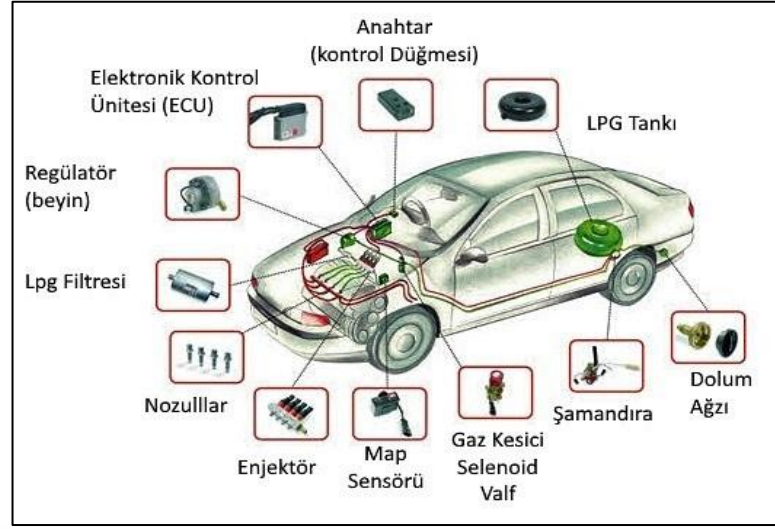 Anahtar
(kontrol Düğmesi)
Elektronik Kontrol
Ünitesi (ECU)
LPG Tankı
Regülatör
(beyin)
Lpg Filtresi
Nozulllar
Enjektör
Map
Sensörü
Gaz Kesici
Selenoid
Valf
Şamandıra
Dolum
Ağzı